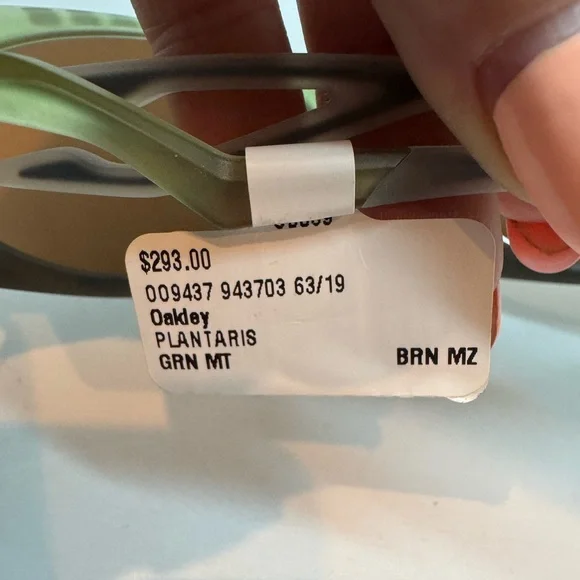 $293.00
009437 943703 63/19
Oakley
PLANTARIS
GRN MT BRN MZ